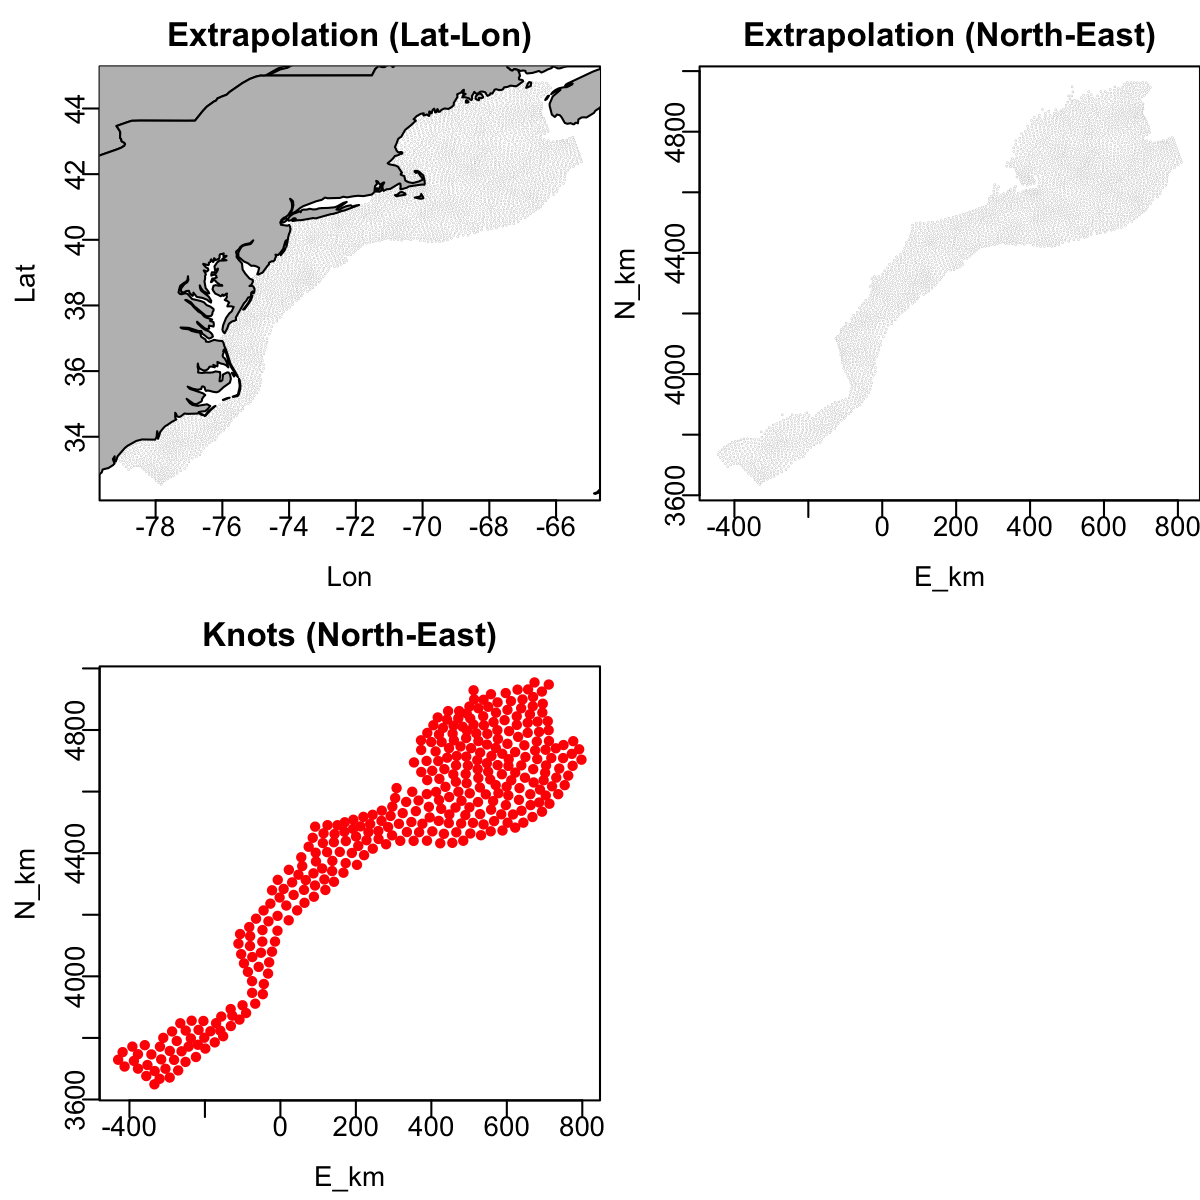 Extrapolation (Lat-Lon)
Lat
44
42
40
38
36
34
-78 -76 -74 -72 -70 -68 -66
Lon
Extrapolation (North-East)
N_km
4800
4400
4000
3600
-400 0 200 400 600 800
E_km
Knots (North-East)
N_km
4800
4400
4000
3600
-400 0 200 400 600 800
E_km